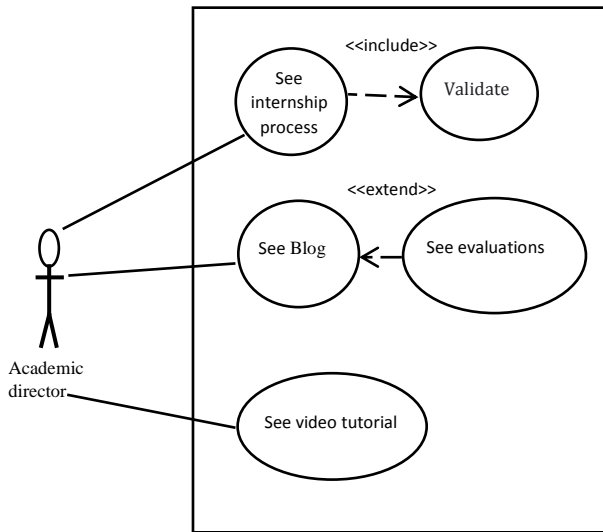 <<include>>
See
internship
process
Validate
<<extend>>
See Blog
See evaluations
Academic
director
See video tutorial